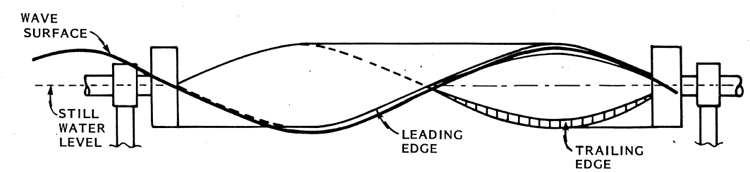 WAVE
SURFACE
STILL
WATER
LEVEL
LEADING
EDGE
TRAILING
EDGE